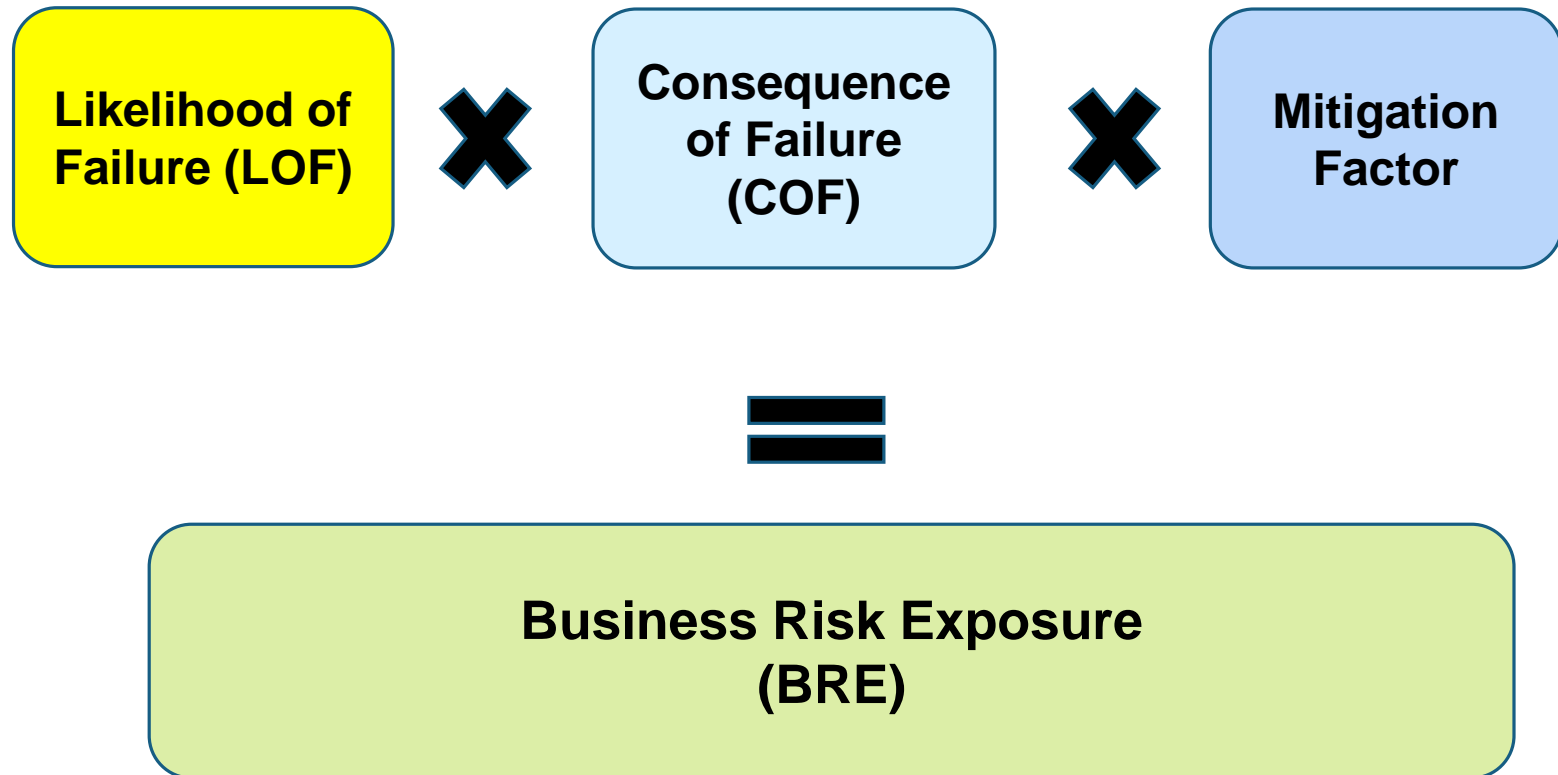 Likelihood of
Failure (LOF)
Consequence
of Failure
(COF)
Mitigation
Factor
Business Risk Exposure
(BRE)